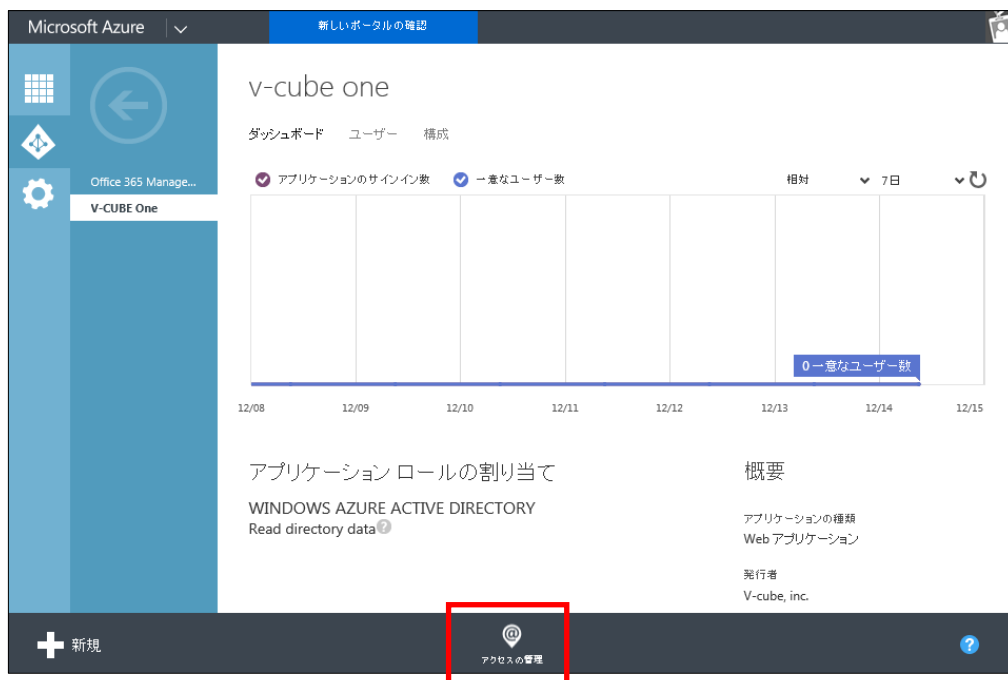 Microsoft Azure
新しいポータルの確認
v-cube one
ダッシュボード ユーザー 構成
Office 365 Manage...
V-CUBE One
アプリケーションのサインイン数 一意なユーザー数 相対 7日
0 一意なユーザー数
12/08 12/09 12/10 12/11 12/12 12/13 12/14 12/15
アプリケーション ロールの割り当て
WINDOWS AZURE ACTIVE DIRECTORY
Read directory data?
概要
アプリケーションの種類
Web アプリケーション
発行者
V-cube, inc.
新規
@
アクセスの管理
?